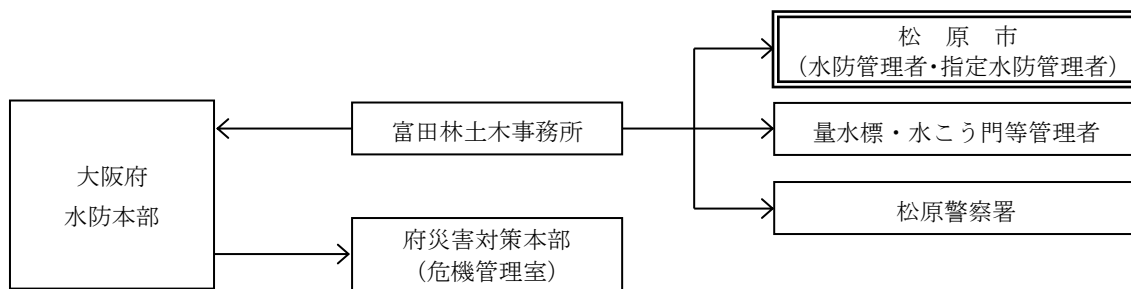 松　原　市
（水防管理者・指定水防管理者）
大阪府
水防本部
富田林土木事務所
量水標・水こう門等管理者
府災害対策本部
（危機管理室）
松原警察署